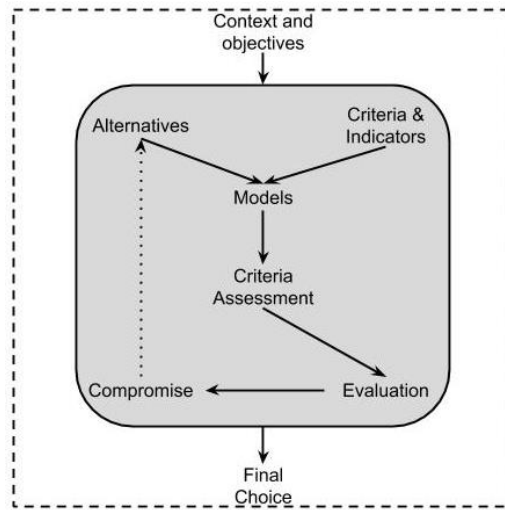 Context and
objectives
Alternatives
Criteria &
Indicators
Models
Criteria
Assessment
Compromise
Evaluation
Final
Choice